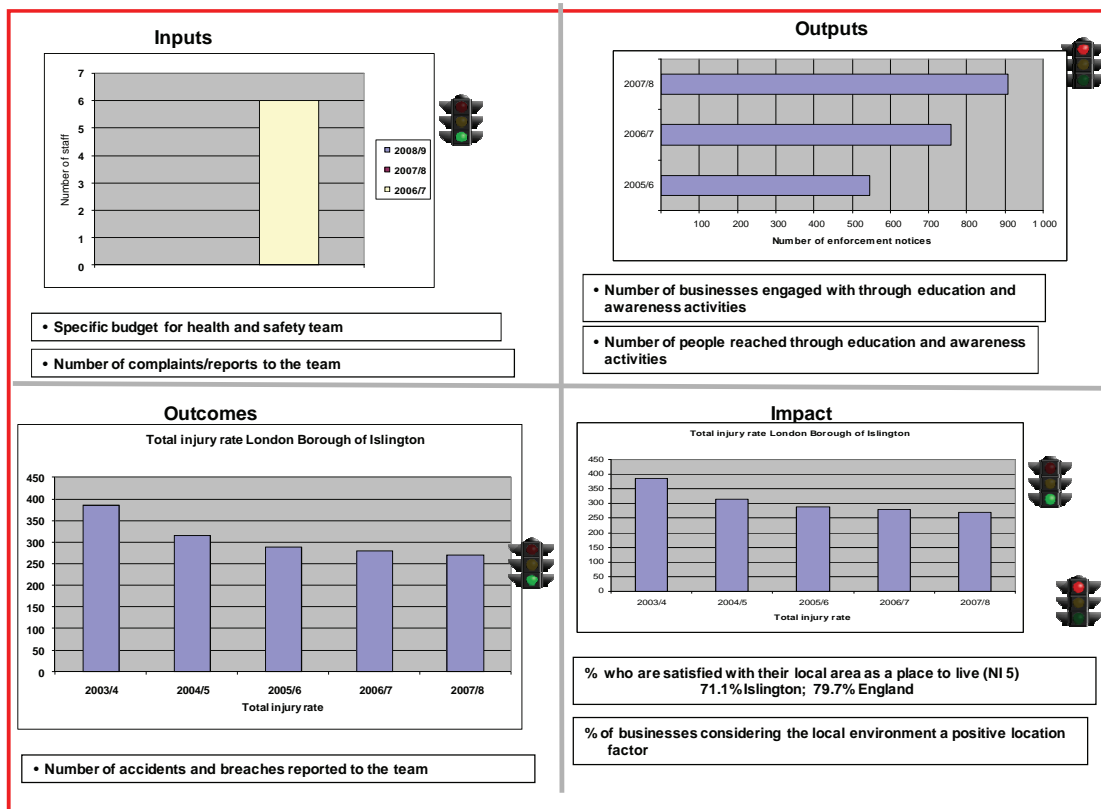 Inputs
7
6
5
4
3
2
1
0
Number of staff
2008/9
2007/8
2006/7
• Specific budget for health and safety team
• Number of complaints/reports to the team
Outputs
2007/8
2006/7
2005/6
100 200 300 400 500 600 700 800 900 1 000
Number of enforcement notices
• Number of businesses engaged with through education and
awareness activities
• Number of people reached through education and awareness
activities
Outcomes
Total injury rate London Borough of Islington
450
400
350
300
250
200
150
100
50
0
2003/4 2004/5 2005/6 2006/7 2007/8
Total injury rate
• Number of accidents and breaches reported to the team
Impact
Total injury rate London Borough of Islington
450
400
350
300
250
200
150
100
50
0
2003/4 2004/5 2005/6 2006/7 2007/8
Total injury rate
% who are satisfied with their local area as a place to live (NI 5)
71.1% Islington; 79.7% England
% of businesses considering the local environment a positive location
factor